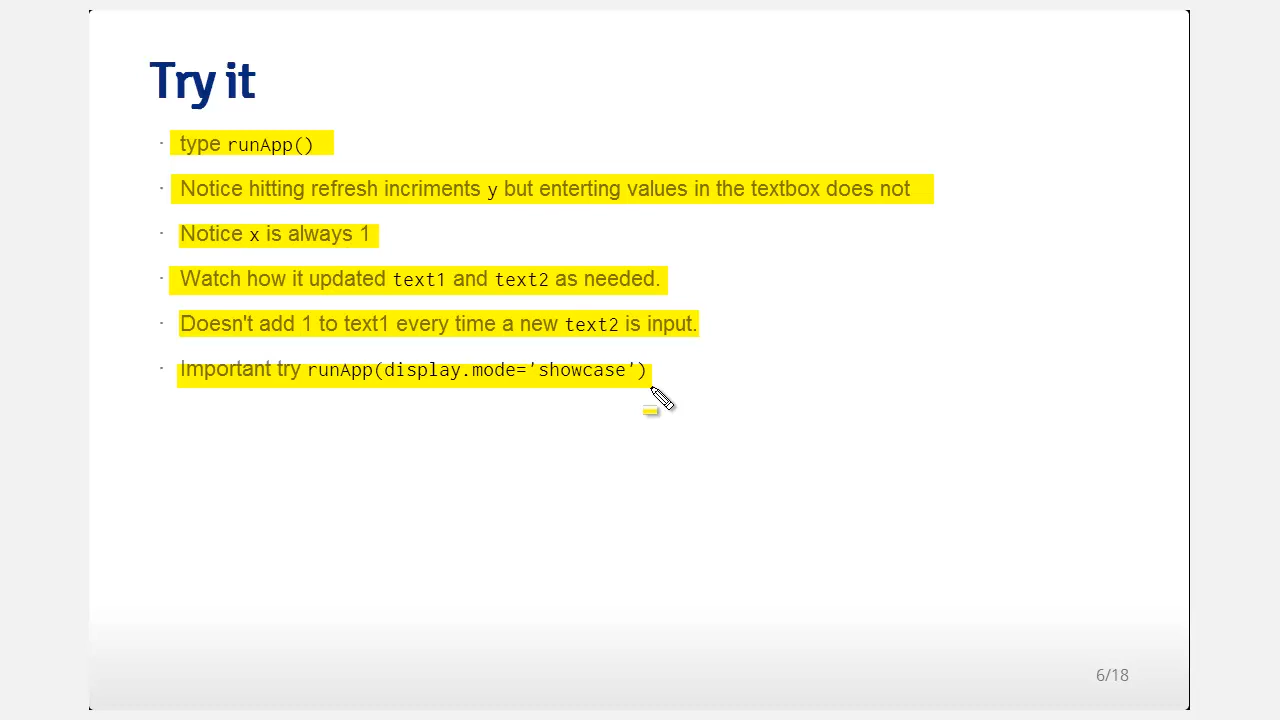 Try it
· type runApp()
· Notice hitting refresh incriments y but enterting values in the textbox does not
· Notice x is always 1
· Watch how it updated text1 and text2 as needed.
· Doesn't add 1 to text1 every time a new text2 is input.
· Important try runApp(display.mode='showcase')
6/18